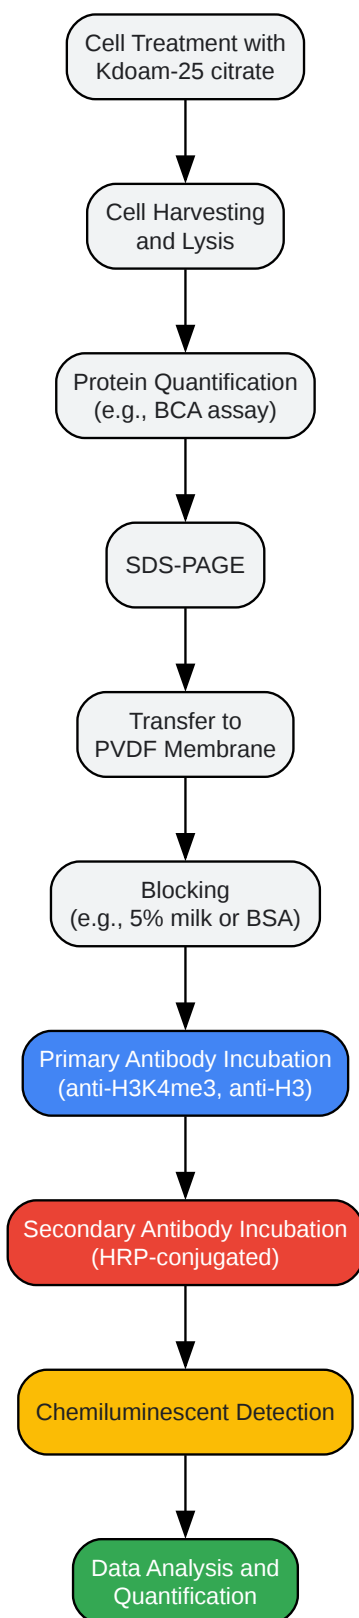 Cell Treatment with
Kdoam-25 citrate
Cell Harvesting
and Lysis
Protein Quantification
(e.g., BCA assay)
SDS-PAGE
Transfer to
PVDF Membrane
Blocking
(e.g., 5% milk or BSA)
Primary Antibody Incubation
(anti-H3K4me3, anti-H3)
Secondary Antibody Incubation
(HRP-conjugated)
Chemiluminescent Detection
Data Analysis and
Quantification